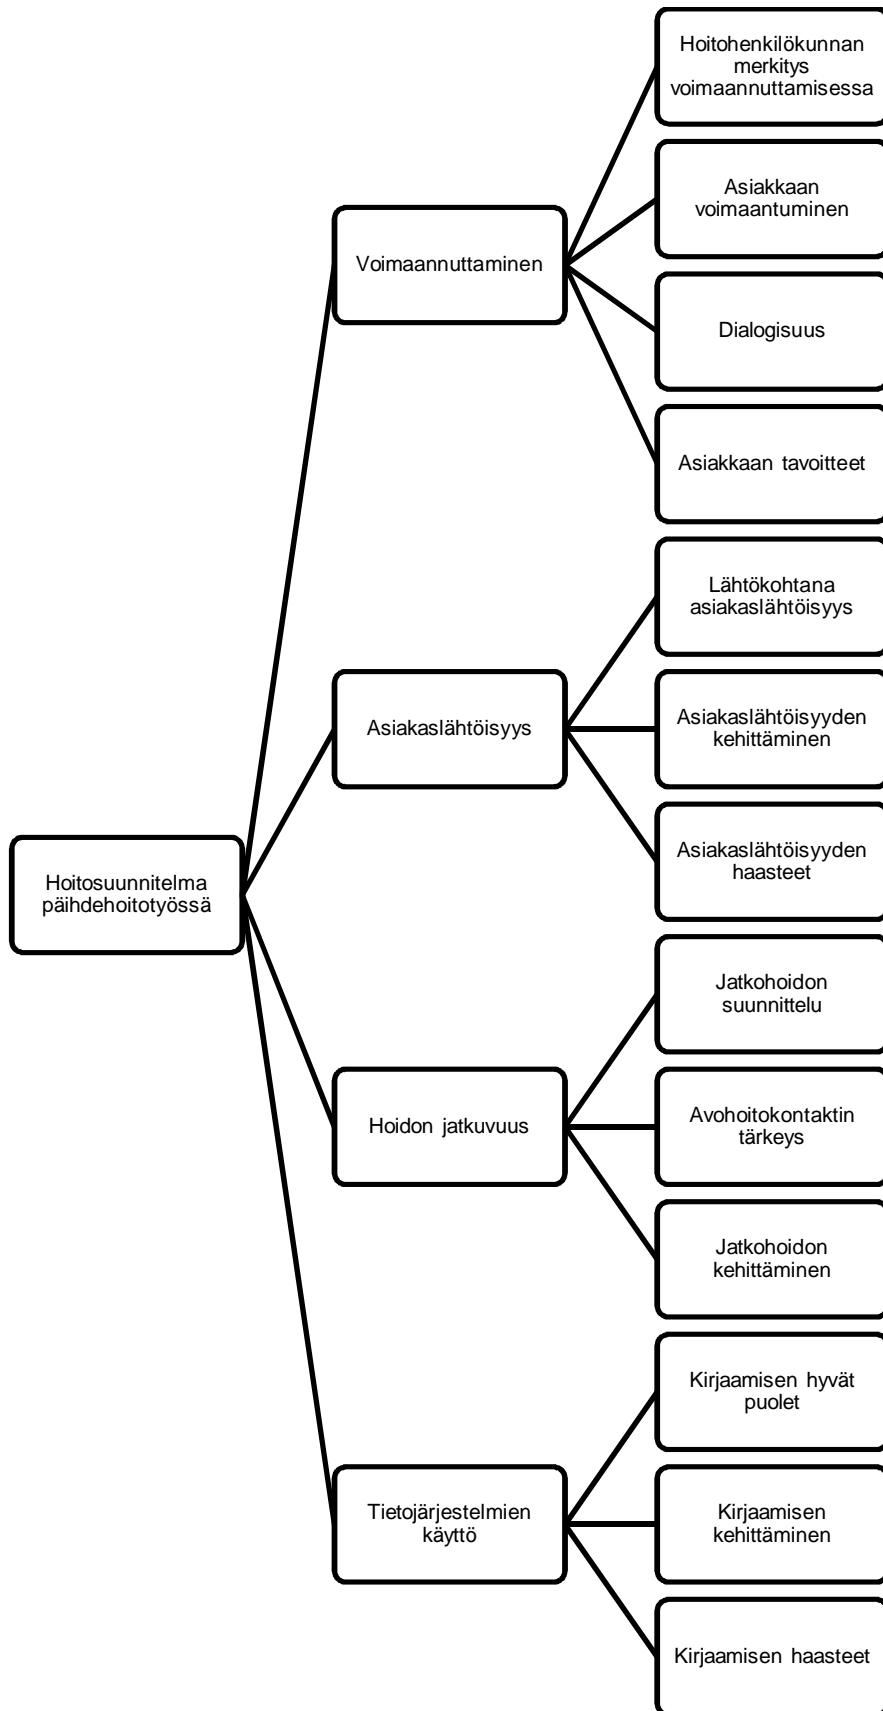 Hoitosuunnitelma
päihdehoitotyössä
Voimaannuttaminen
Hoitohenkilökunnan
merkitys
voimaannuttamisessa
Asiakkaan
voimaantuminen
Dialogisuus
Asiakkaan tavoitteet
Asiakaslähtöisyys
Lähtökohtana
asiakaslähtöisyys
Asiakaslähtöisyyden
kehittäminen
Asiakaslähtöisyyden
haasteet
Hoidon jatkuvuus
Jatkohoidon
suunnittelu
Avohoitokontaktin
tärkeys
Jatkohoidon
kehittäminen
Tietojärjestelmien
käyttö
Kirjaamisen hyvät
puolet
Kirjaamisen
kehittäminen
Kirjaamisen haasteet